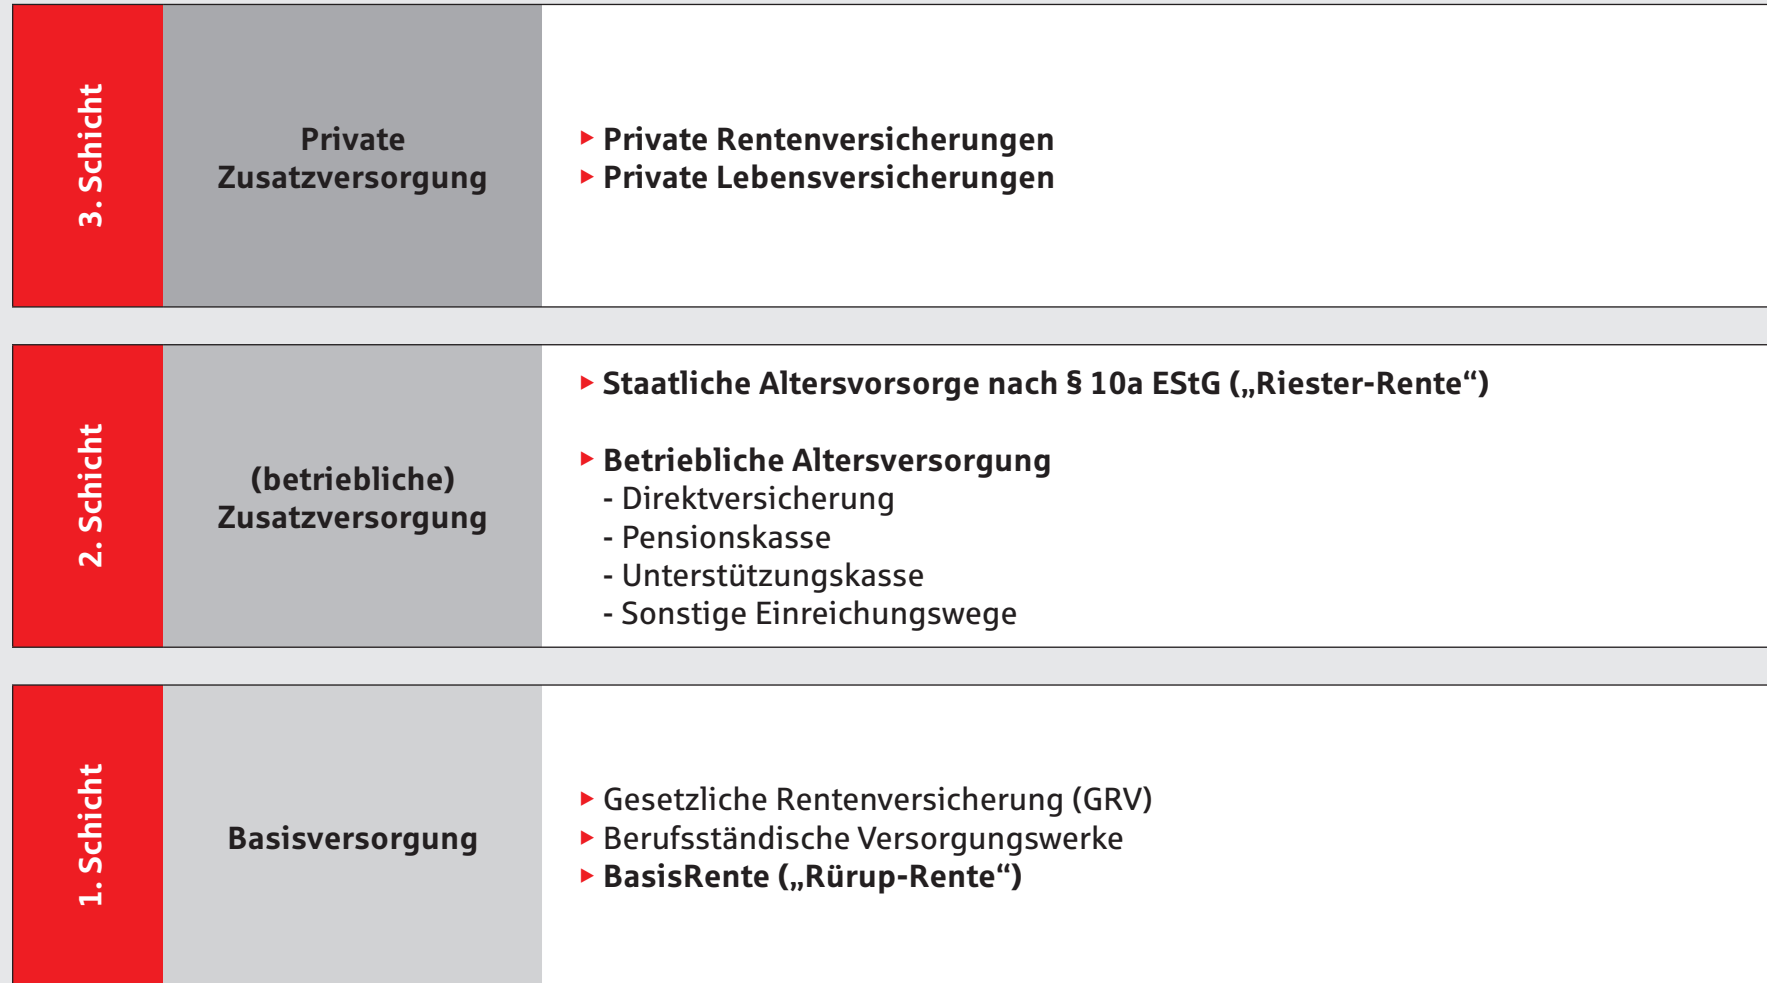 3. Schicht
Private
Zusatzversorgung
▸ Private Rentenversicherungen
▸ Private Lebensversicherungen
2. Schicht
(betriebliche)
Zusatzversorgung
▸ Staatliche Altersvorsorge nach § 10a EStG („Riester-Rente“)
▸ Betriebliche Altersversorgung
- Direktversicherung
- Pensionskasse
- Unterstützungskasse
- Sonstige Einreichungswege
1. Schicht
Basisversorgung
▸ Gesetzliche Rentenversicherung (GRV)
▸ Berufsständische Versorgungswerke
▸ BasisRente („Rürup-Rente“)